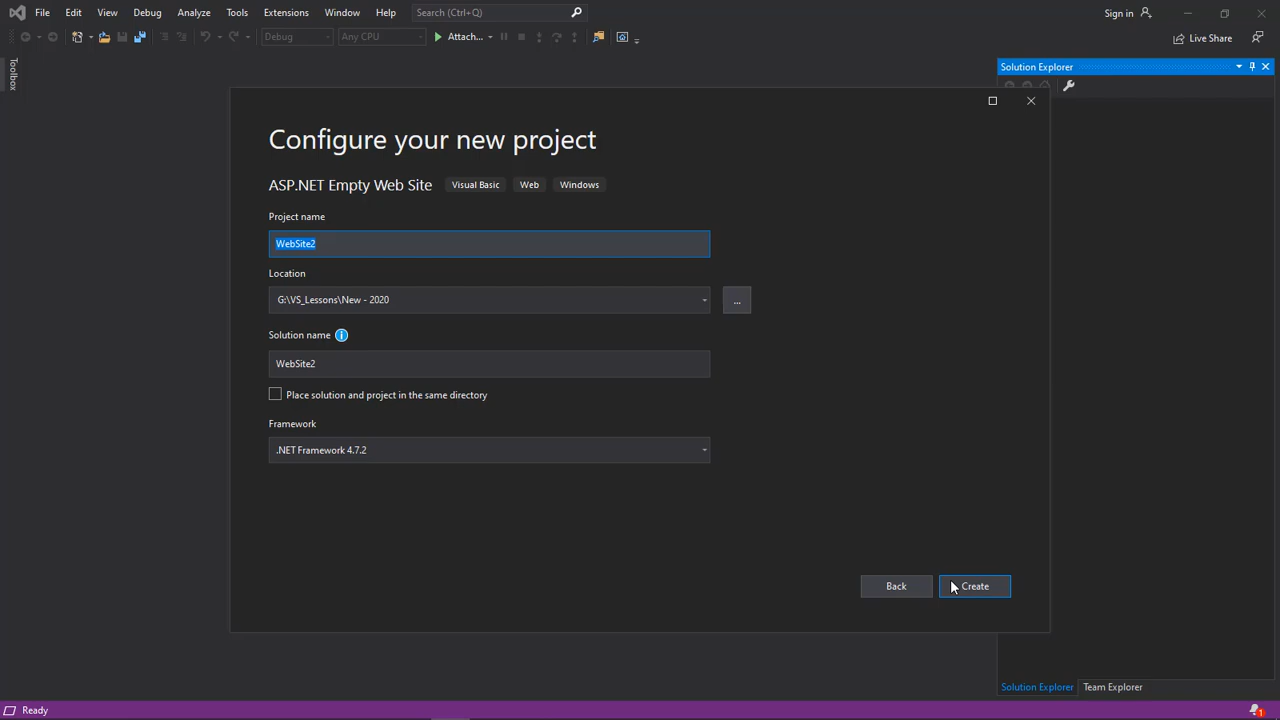 File Edit View Debug Analyze Tools Extensions Window Help Search (Ctrl+Q) Sign in
Debug Any CPU Attach... Live Share
Toolbox
Solution Explorer
Configure your new project
ASP.NET Empty Web Site Visual Basic Web Windows
Project name
WebSite2
Location
G:\VS_Lessons\New - 2020
...
Solution name
WebSite2
Place solution and project in the same directory
Framework
.NET Framework 4.7.2
Back Create
Solution Explorer Team Explorer
Ready 1